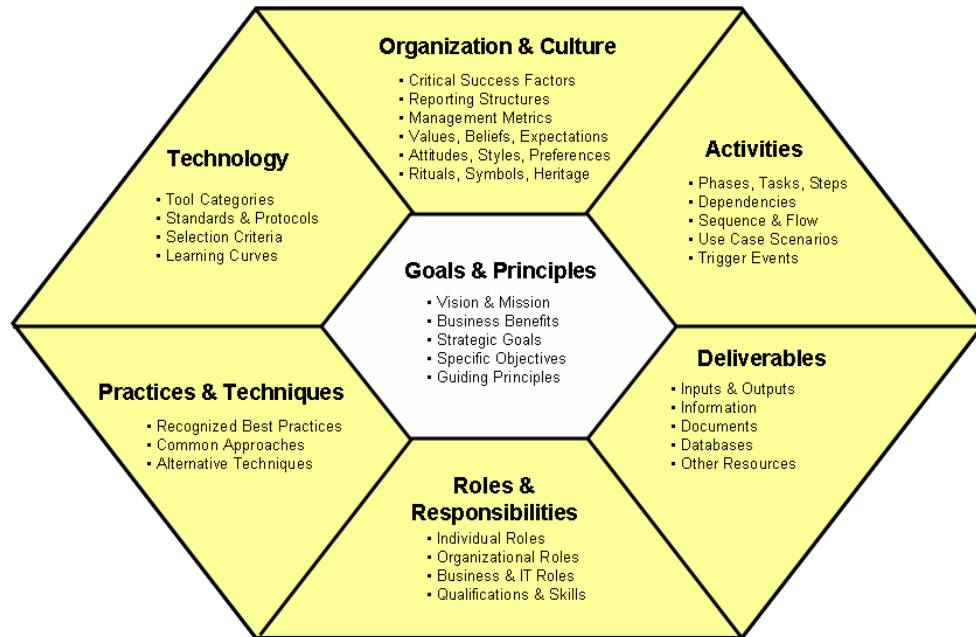 Organization & Culture
▪ Critical Success Factors
▪ Reporting Structures
▪ Management Metrics
▪ Values, Beliefs, Expectations
▪ Attitudes, Styles, Preferences
▪ Rituals, Symbols, Heritage
Technology
▪ Tool Categories
▪ Standards & Protocols
▪ Selection Criteria
▪ Learning Curves
Activities
▪ Phases, Tasks, Steps
▪ Dependencies
▪ Sequence & Flow
▪ Use Case Scenarios
▪ Trigger Events
Goals & Principles
▪ Vision & Mission
▪ Business Benefits
▪ Strategic Goals
▪ Specific Objectives
▪ Guiding Principles
Practices & Techniques
▪ Recognized Best Practices
▪ Common Approaches
▪ Alternative Techniques
Deliverables
▪ Inputs & Outputs
▪ Information
▪ Documents
▪ Databases
▪ Other Resources
Roles &
Responsibilities
▪ Individual Roles
▪ Organizational Roles
▪ Business & IT Roles
▪ Qualifications & Skills